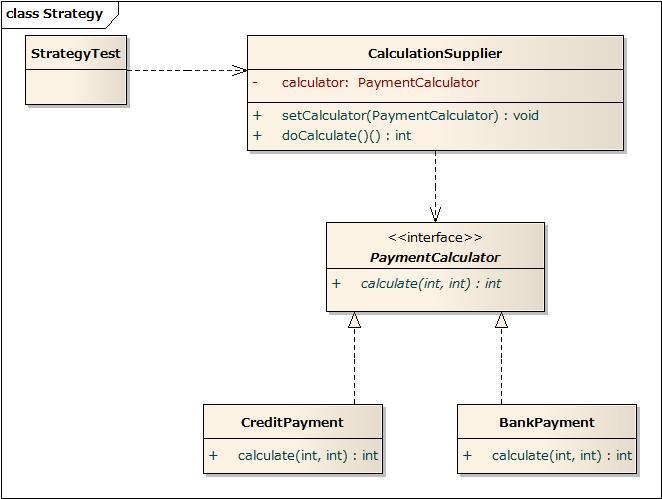 class Strategy
StrategyTest
CalculationSupplier
- calculator: PaymentCalculator
+ setCalculator(PaymentCalculator) : void
+ doCalculate()() : int
<<interface>>
PaymentCalculator
+ calculate(int, int) : int
CreditPayment
+ calculate(int, int) : int
BankPayment
+ calculate(int, int) : int